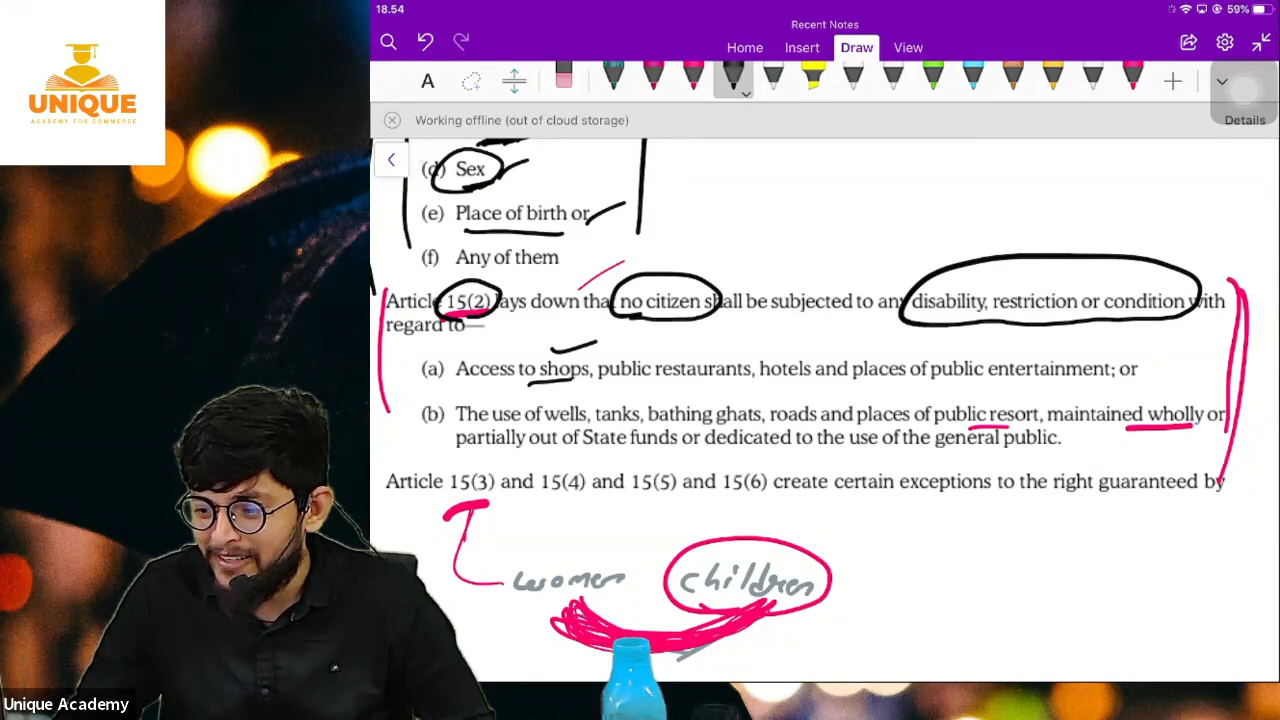 18.54
59%
Recent Notes
Home Insert Draw View
A
UNIQUE
ACADEMY FOR COMMERCE
Working offline (out of cloud storage)
Details
(d) Sex
(e) Place of birth or
(f) Any of them
Article 15(2) lays down that no citizen shall be subjected to any disability, restriction or condition with
regard to—
(a) Access to shops, public restaurants, hotels and places of public entertainment; or
(b) The use of wells, tanks, bathing ghats, roads and places of public resort, maintained wholly or
partially out of State funds or dedicated to the use of the general public.
Article 15(3) and 15(4) and 15(5) and 15(6) create certain exceptions to the right guaranteed by
women children
Unique Academy